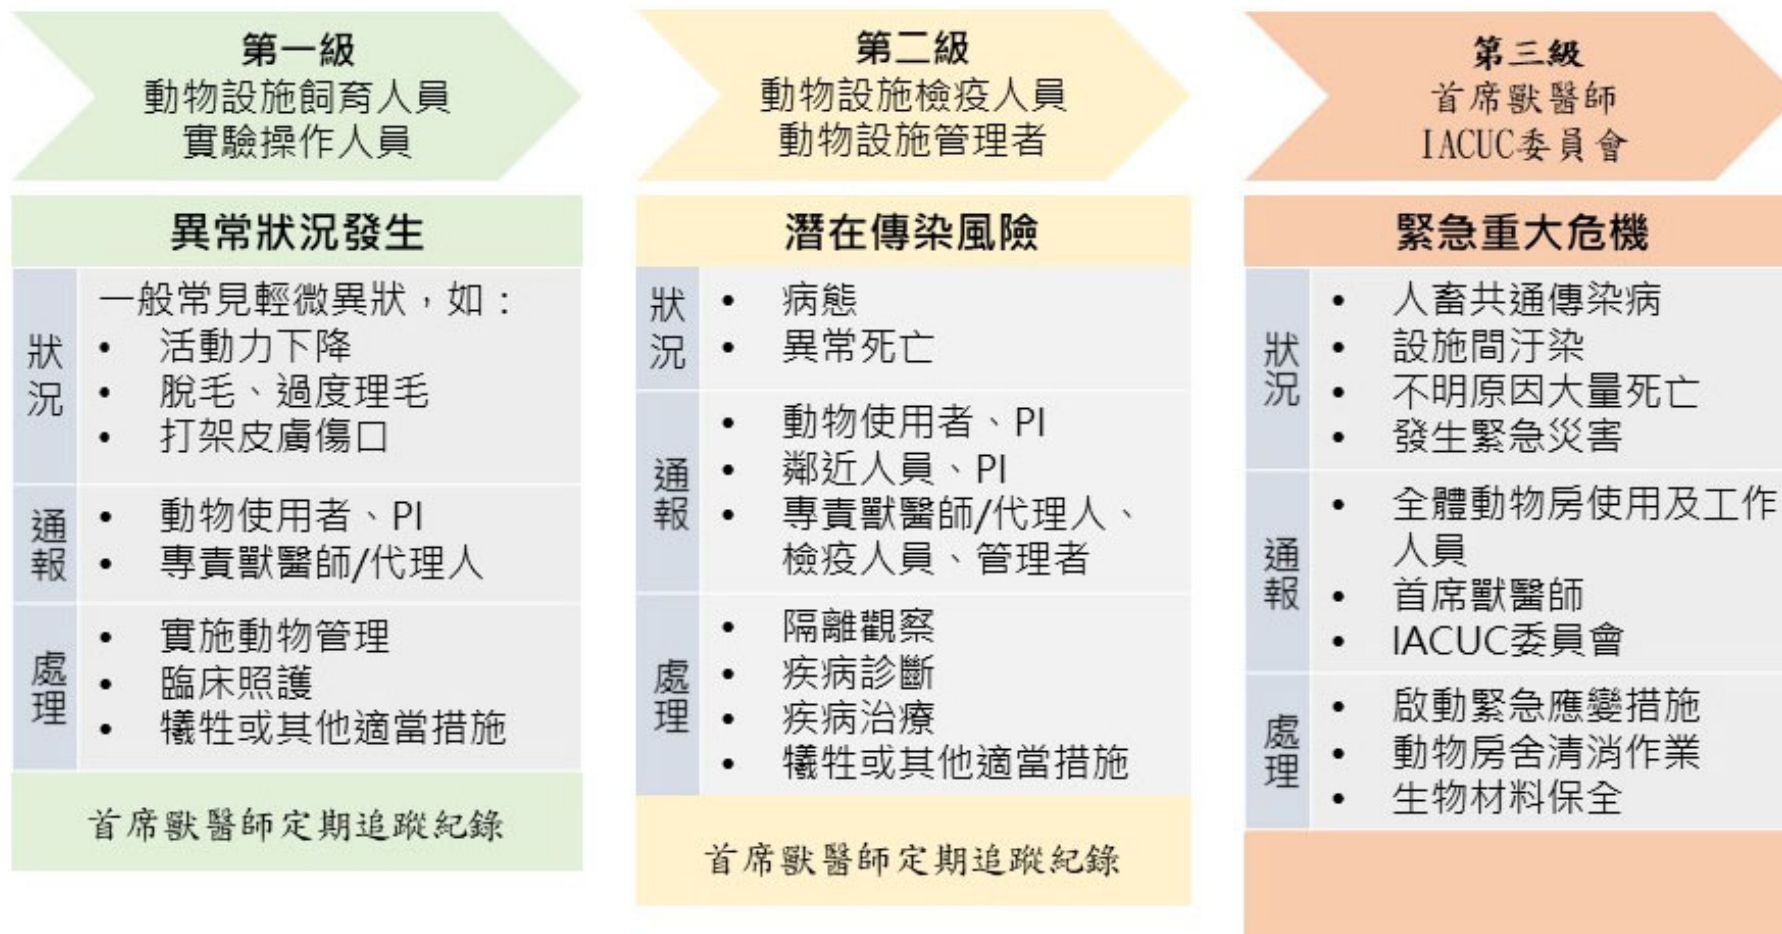 第一級
動物設施飼育人員
實驗操作人員
異常狀況發生
狀況
一般常見輕微異狀，如：
• 活動力下降
• 脫毛、過度理毛
• 打架皮膚傷口
通報
• 動物使用者、PI
• 專責獸醫師/代理人
處理
• 實施動物管理
• 臨床照護
• 犧牲或其他適當措施
首席獸醫師定期追蹤紀錄
第二級
動物設施檢疫人員
動物設施管理者
潛在傳染風險
狀況
• 病態
• 異常死亡
通報
• 動物使用者、PI
• 鄰近人員、PI
• 專責獸醫師/代理人、
檢疫人員、管理者
處理
• 隔離觀察
• 疾病診斷
• 疾病治療
• 犧牲或其他適當措施
首席獸醫師定期追蹤紀錄
第三級
首席獸醫師
IACUC委員會
緊急重大危機
狀況
• 人畜共通傳染病
• 設施間汙染
• 不明原因大量死亡
• 發生緊急災害
通報
• 全體動物房使用及工作
人員
• 首席獸醫師
• IACUC委員會
處理
• 啟動緊急應變措施
• 動物房舍清消作業
• 生物材料保全